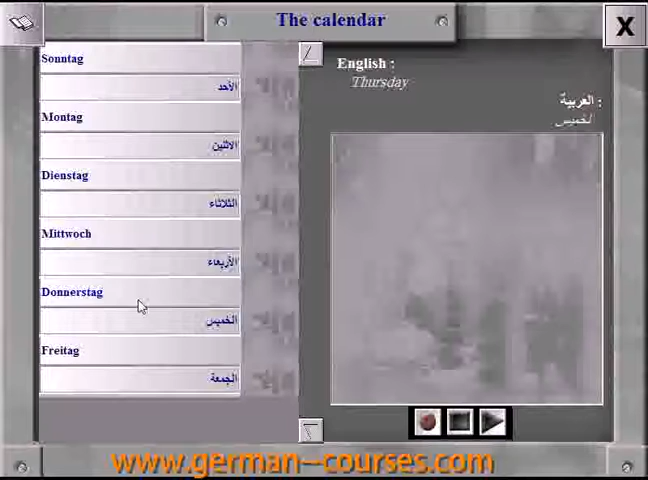 The calendar
X
Sonntag
الأحد
Montag
الاثنين
Dienstag
الثلاثاء
Mittwoch
الأربعاء
Donnerstag
الخميس
Freitag
الجمعة
English :
Thursday
العربية :
الخميس
www.german-courses.com